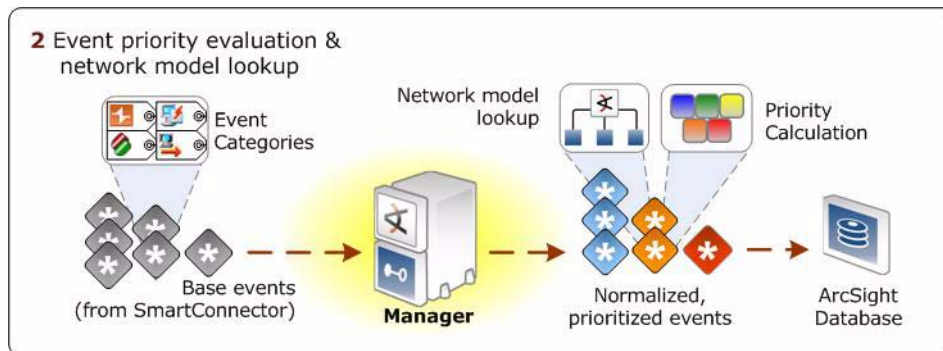 2 Event priority evaluation &
network model lookup
Event
Categories
Network model
lookup
Priority
Calculation
Base events
(from SmartConnector)
Manager
Normalized,
prioritized events
ArcSight
Database